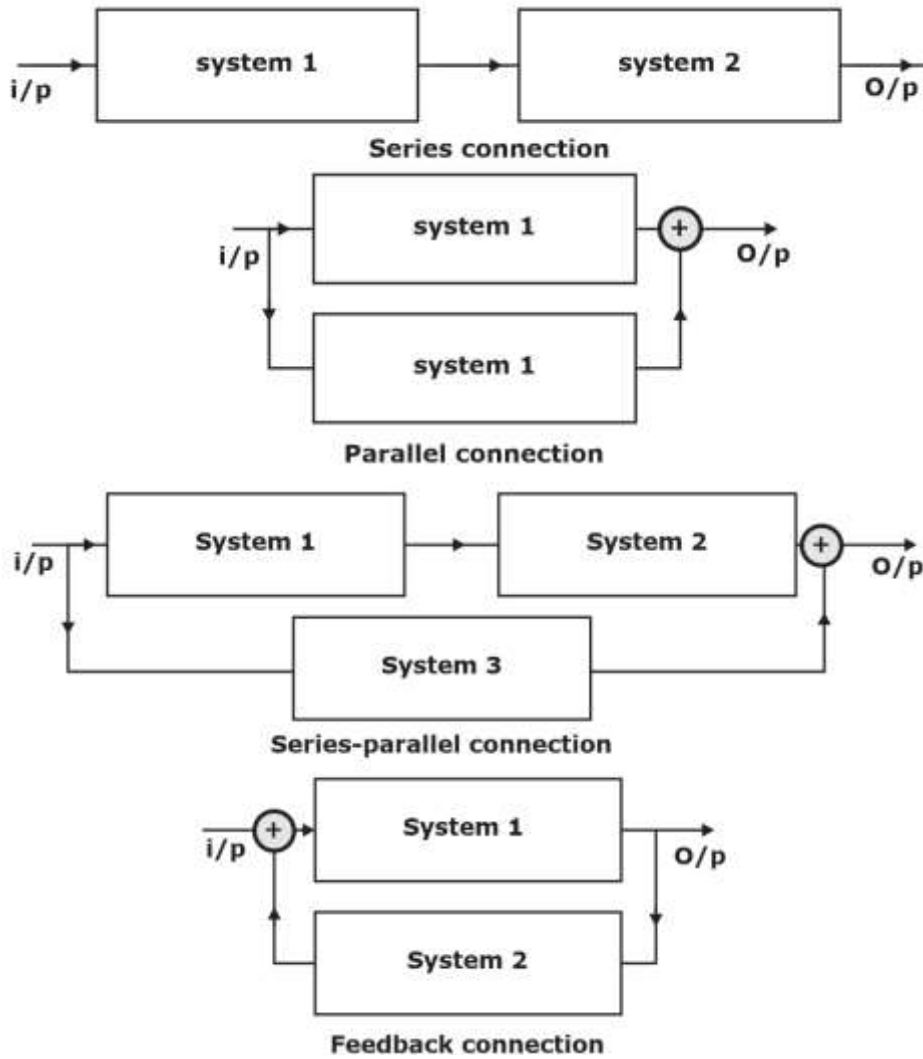 system 1 system 2
i/p O/p
Series connection
system 1
+
i/p O/p
system 1
Parallel connection
System 1 System 2
+
i/p O/p
System 3
Series-parallel connection
System 1
+
i/p O/p
System 2
Feedback connection